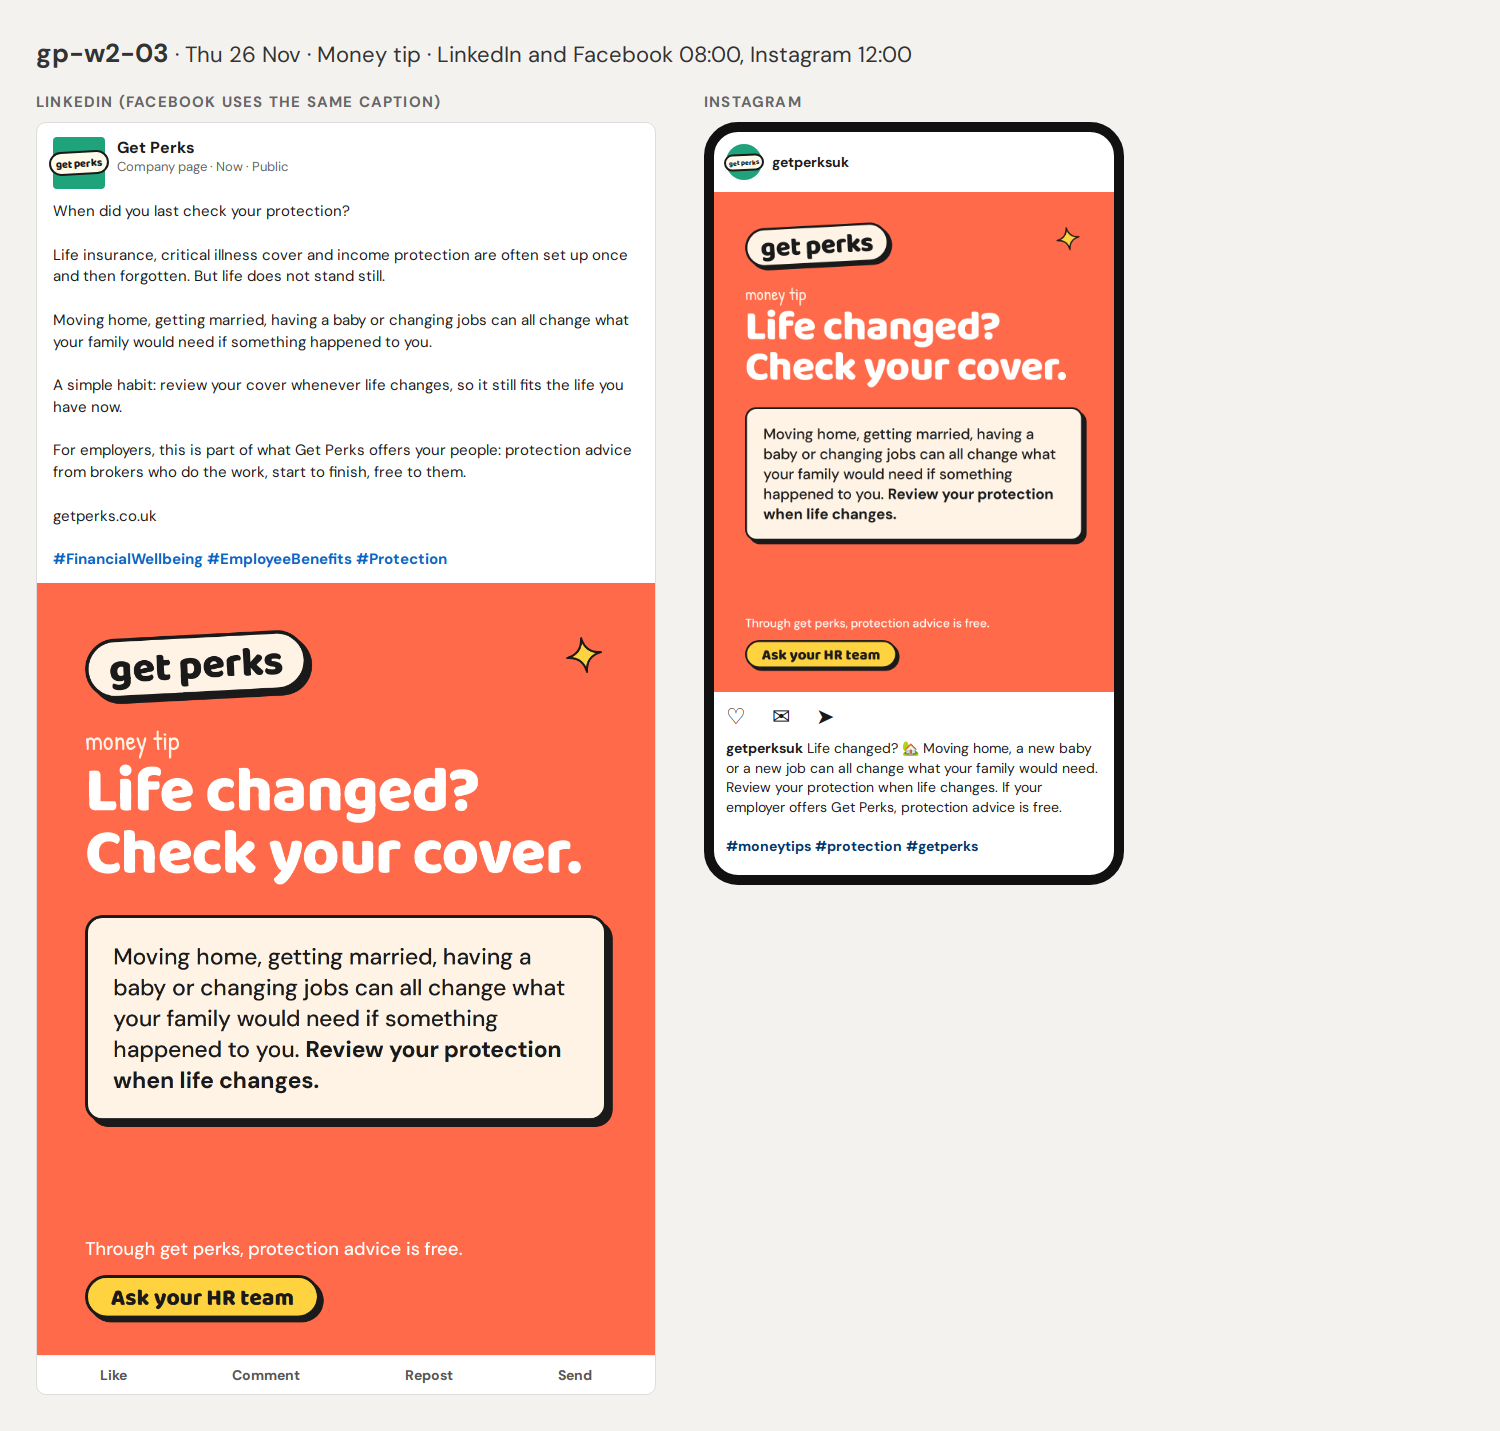 gp-w2-03 · Thu 26 Nov · Money tip · LinkedIn and Facebook 08:00, Instagram 12:00
LINKEDIN (FACEBOOK USES THE SAME CAPTION)
get perks
Get Perks
Company page · Now · Public
When did you last check your protection?
Life insurance, critical illness cover and income protection are often set up once
and then forgotten. But life does not stand still.
Moving home, getting married, having a baby or changing jobs can all change what
your family would need if something happened to you.
A simple habit: review your cover whenever life changes, so it still fits the life you
have now.
For employers, this is part of what Get Perks offers your people: protection advice
from brokers who do the work, start to finish, free to them.
getperks.co.uk
#FinancialWellbeing #EmployeeBenefits #Protection
get perks
money tip
Life changed?
Check your cover.
Moving home, getting married, having a
baby or changing jobs can all change what
your family would need if something
happened to you. Review your protection
when life changes.
Through get perks, protection advice is free.
Ask your HR team
Like Comment Repost Send
INSTAGRAM
get perks
getperksuk
get perks
money tip
Life changed?
Check your cover.
Moving home, getting married, having a
baby or changing jobs can all change what
your family would need if something
happened to you. Review your protection
when life changes.
Through get perks, protection advice is free.
Ask your HR team
getperksuk Life changed? 🏡 Moving home, a new baby
or a new job can all change what your family would need.
Review your protection when life changes. If your
employer offers Get Perks, protection advice is free.
#moneytips #protection #getperks